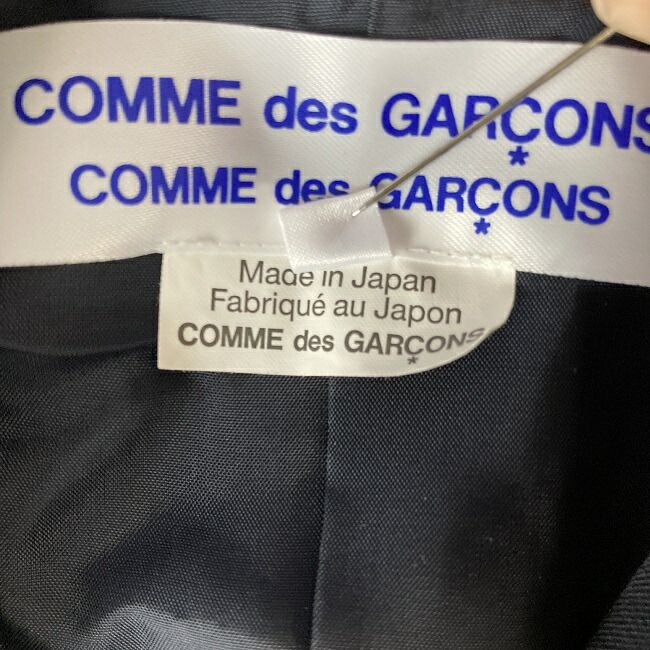 COMME des GARÇONS
*
COMME des GARÇONS
*
Made in Japan
Fabriqué au Japon
COMME des GARÇONS
*